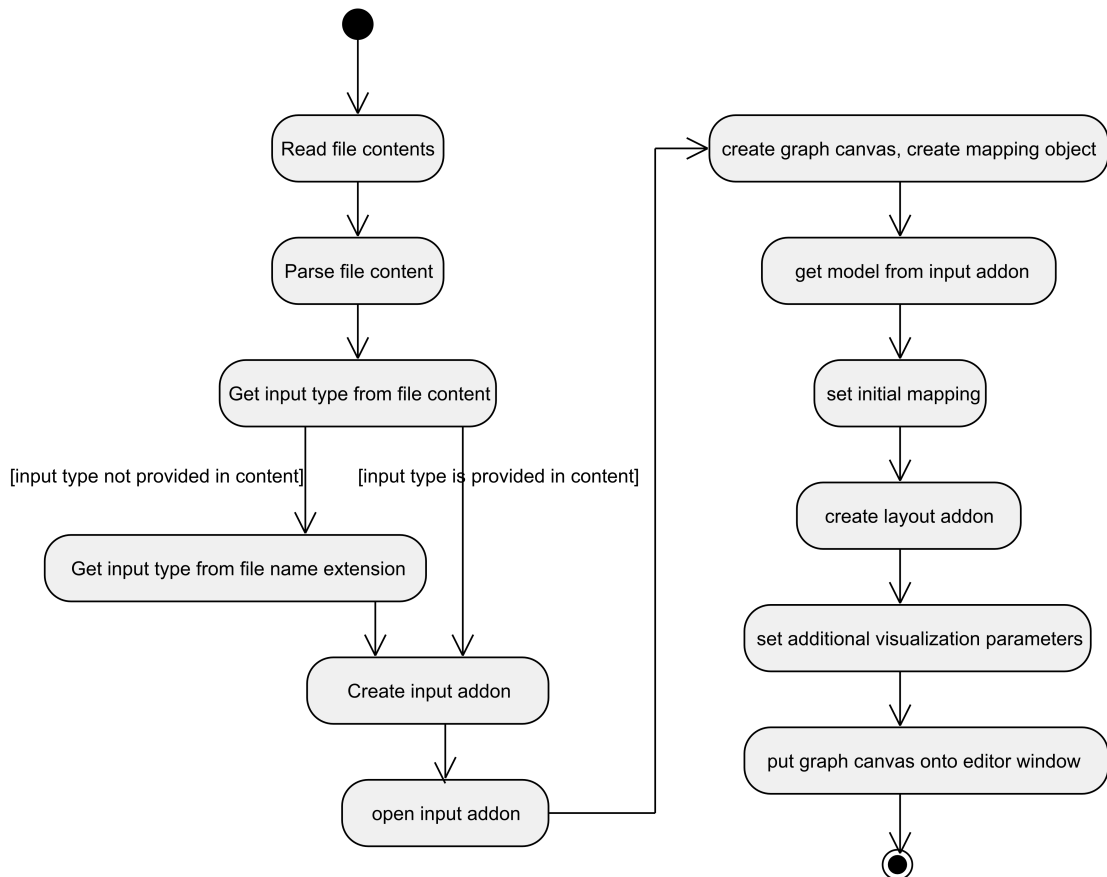 Read file contents
Parse file content
Get input type from file content
[input type not provided in content]
[input type is provided in content]
Get input type from file name extension
Create input addon
open input addon
create graph canvas, create mapping object
get model from input addon
set initial mapping
create layout addon
set additional visualization parameters
put graph canvas onto editor window